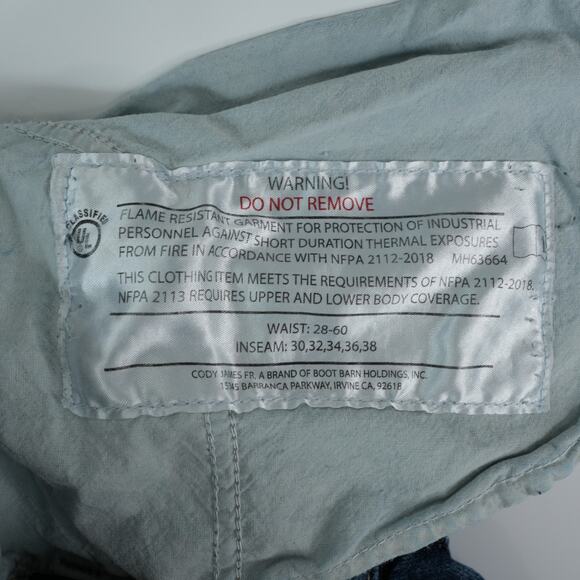 WARNING!
DO NOT REMOVE
CLASSIFIED
UL
FLAME RESISTANT GARMENT FOR PROTECTION OF INDUSTRIAL
PERSONNEL AGAINST SHORT DURATION THERMAL EXPOSURES
FROM FIRE IN ACCORDANCE WITH NFPA 2112-2018 MH63664
THIS CLOTHING ITEM MEETS THE REQUIREMENTS OF NFPA 2112-2018.
NFPA 2113 REQUIRES UPPER AND LOWER BODY COVERAGE.
WAIST: 28-60
INSEAM: 30,32,34,36,38
CODY JAMES FR. A BRAND OF BOOT BARN HOLDINGS, INC.
15345 BARRANCA PARKWAY, IRVINE CA, 92618